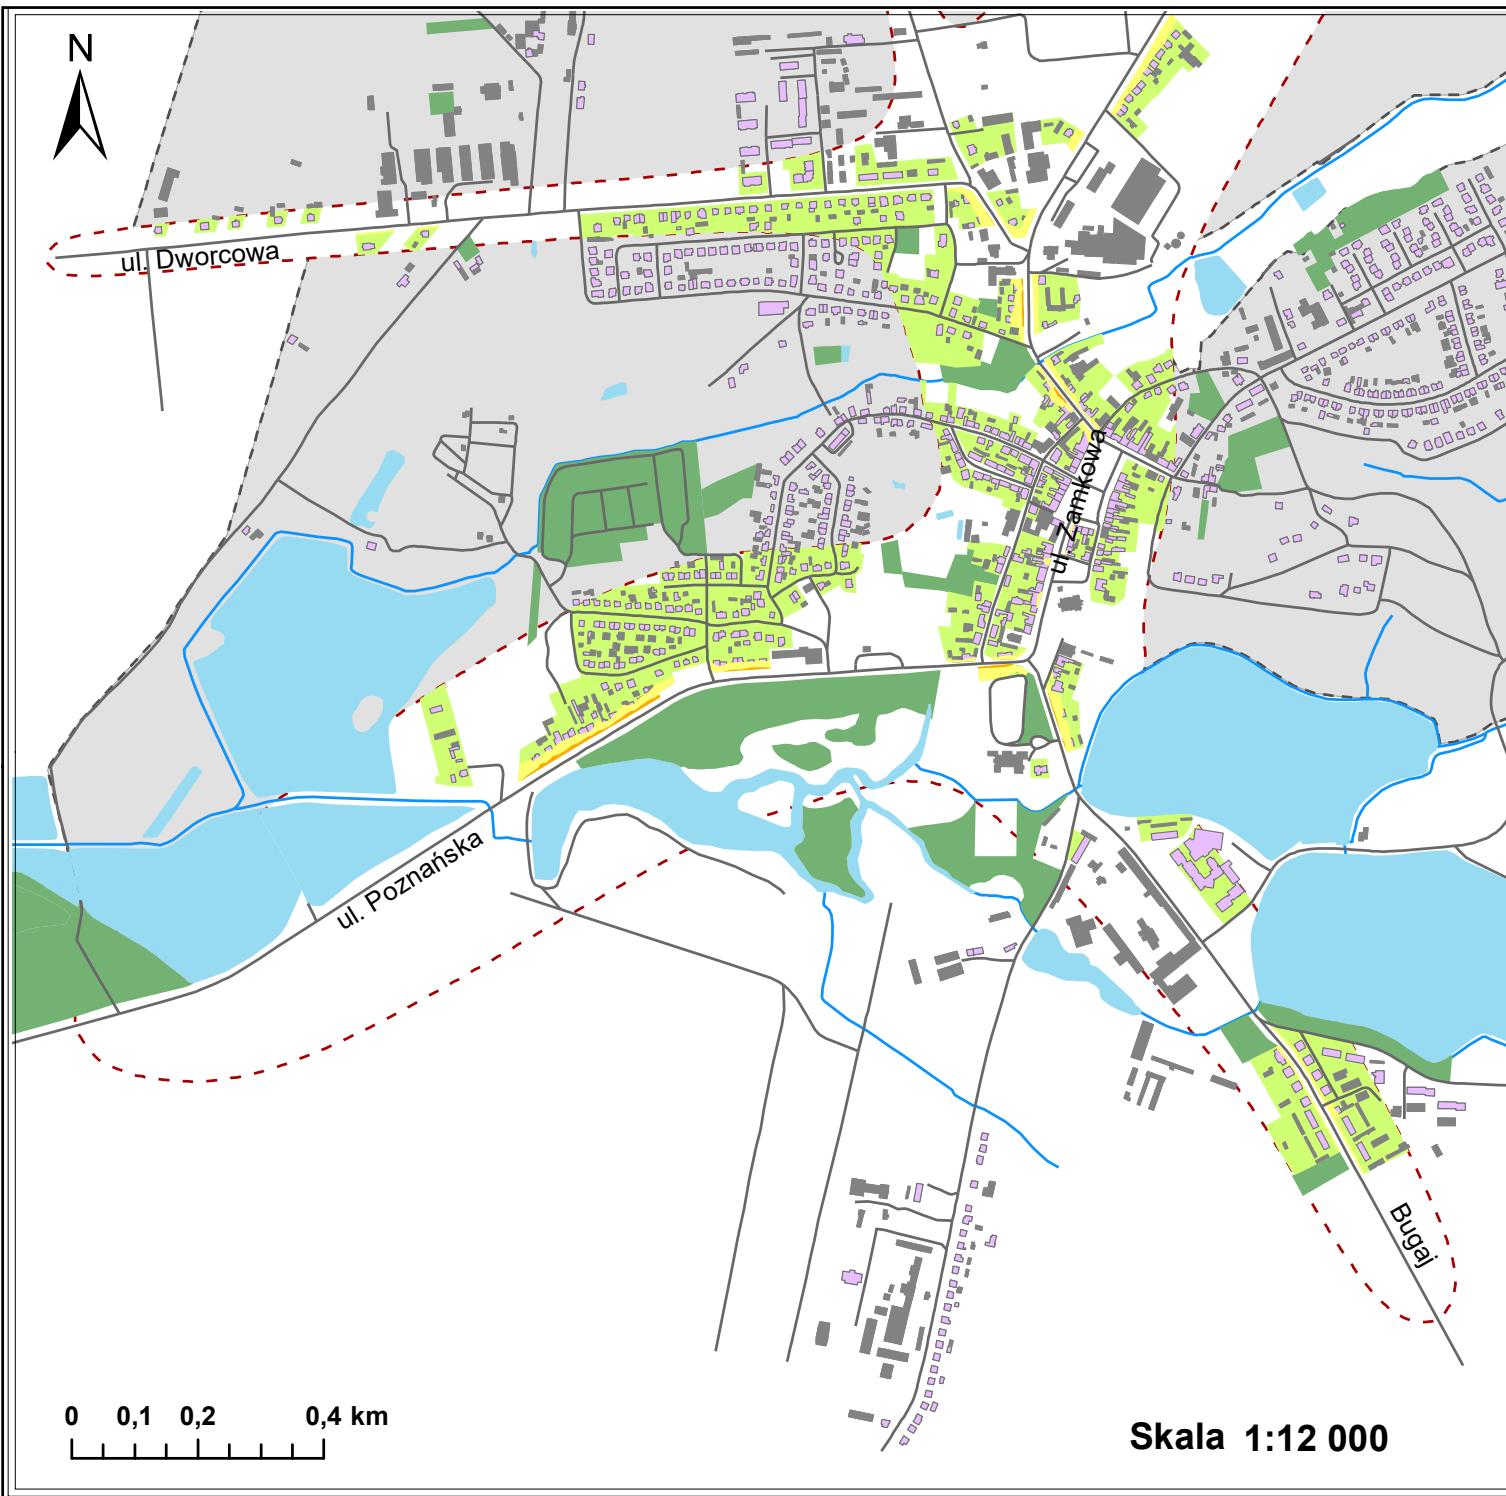 N
ul. Dworcowa
ul. Zamkowa
ul. Poznańska
Bugaj
0 0,1 0,2 0,4 km
Skala 1:12 000